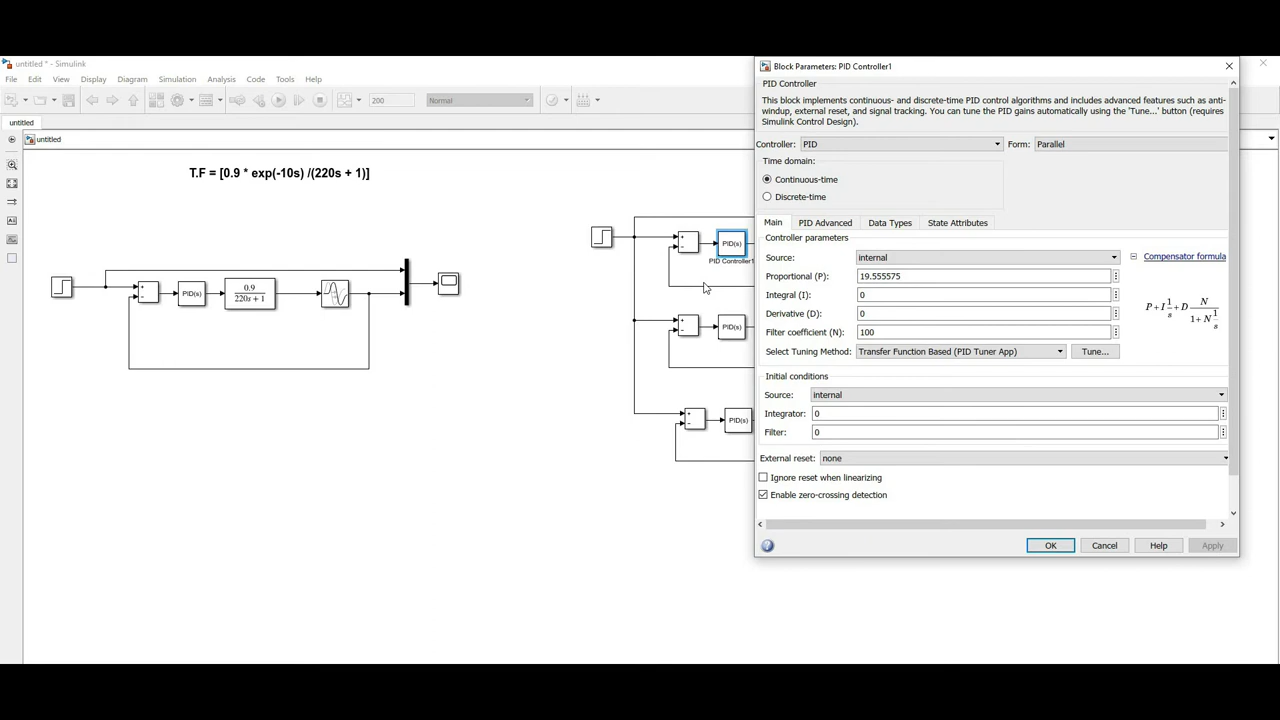 untitled * - Simulink
File Edit View Display Diagram Simulation Analysis Code Tools Help
200 Normal
untitled
untitled
T.F = [0.9 * exp(-10s) /(220s + 1)]
PID(s)
0.9
220s + 1
PID(s)
PID Controller1
PID(s)
PID(s)
Block Parameters: PID Controller1
PID Controller
This block implements continuous- and discrete-time PID control algorithms and includes advanced features such as anti-
windup, external reset, and signal tracking. You can tune the PID gains automatically using the 'Tune...' button (requires
Simulink Control Design).
Controller: PID Form: Parallel
Time domain:
Continuous-time
Discrete-time
Main PID Advanced Data Types State Attributes
Controller parameters
Source: internal Compensator formula
Proportional (P): 19.555575
Integral (I): 0
Derivative (D): 0
Filter coefficient (N): 100
P+I 1/s + D N/(1+N 1/s)
Select Tuning Method: Transfer Function Based (PID Tuner App) Tune...
Initial conditions
Source: internal
Integrator: 0
Filter: 0
External reset: none
Ignore reset when linearizing
Enable zero-crossing detection
OK Cancel Help Apply